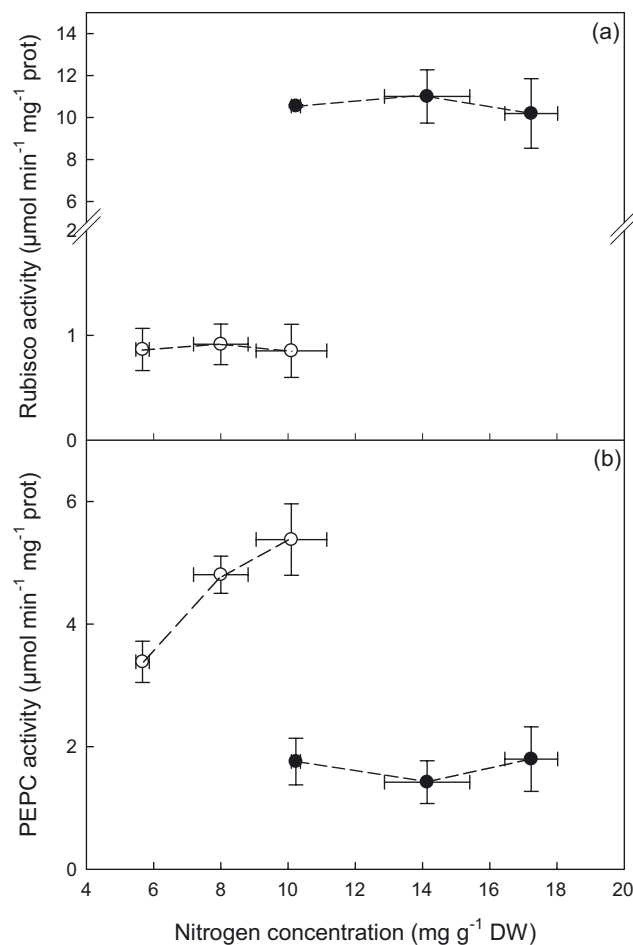 (a)
14
12
10
8
6
2
1
0
Rubisco activity (µmol min⁻¹ mg⁻¹ prot)
(b)
6
4
2
0
PEPC activity (µmol min⁻¹ mg⁻¹ prot)
4 6 8 10 12 14 16 18 20
Nitrogen concentration (mg g⁻¹ DW)